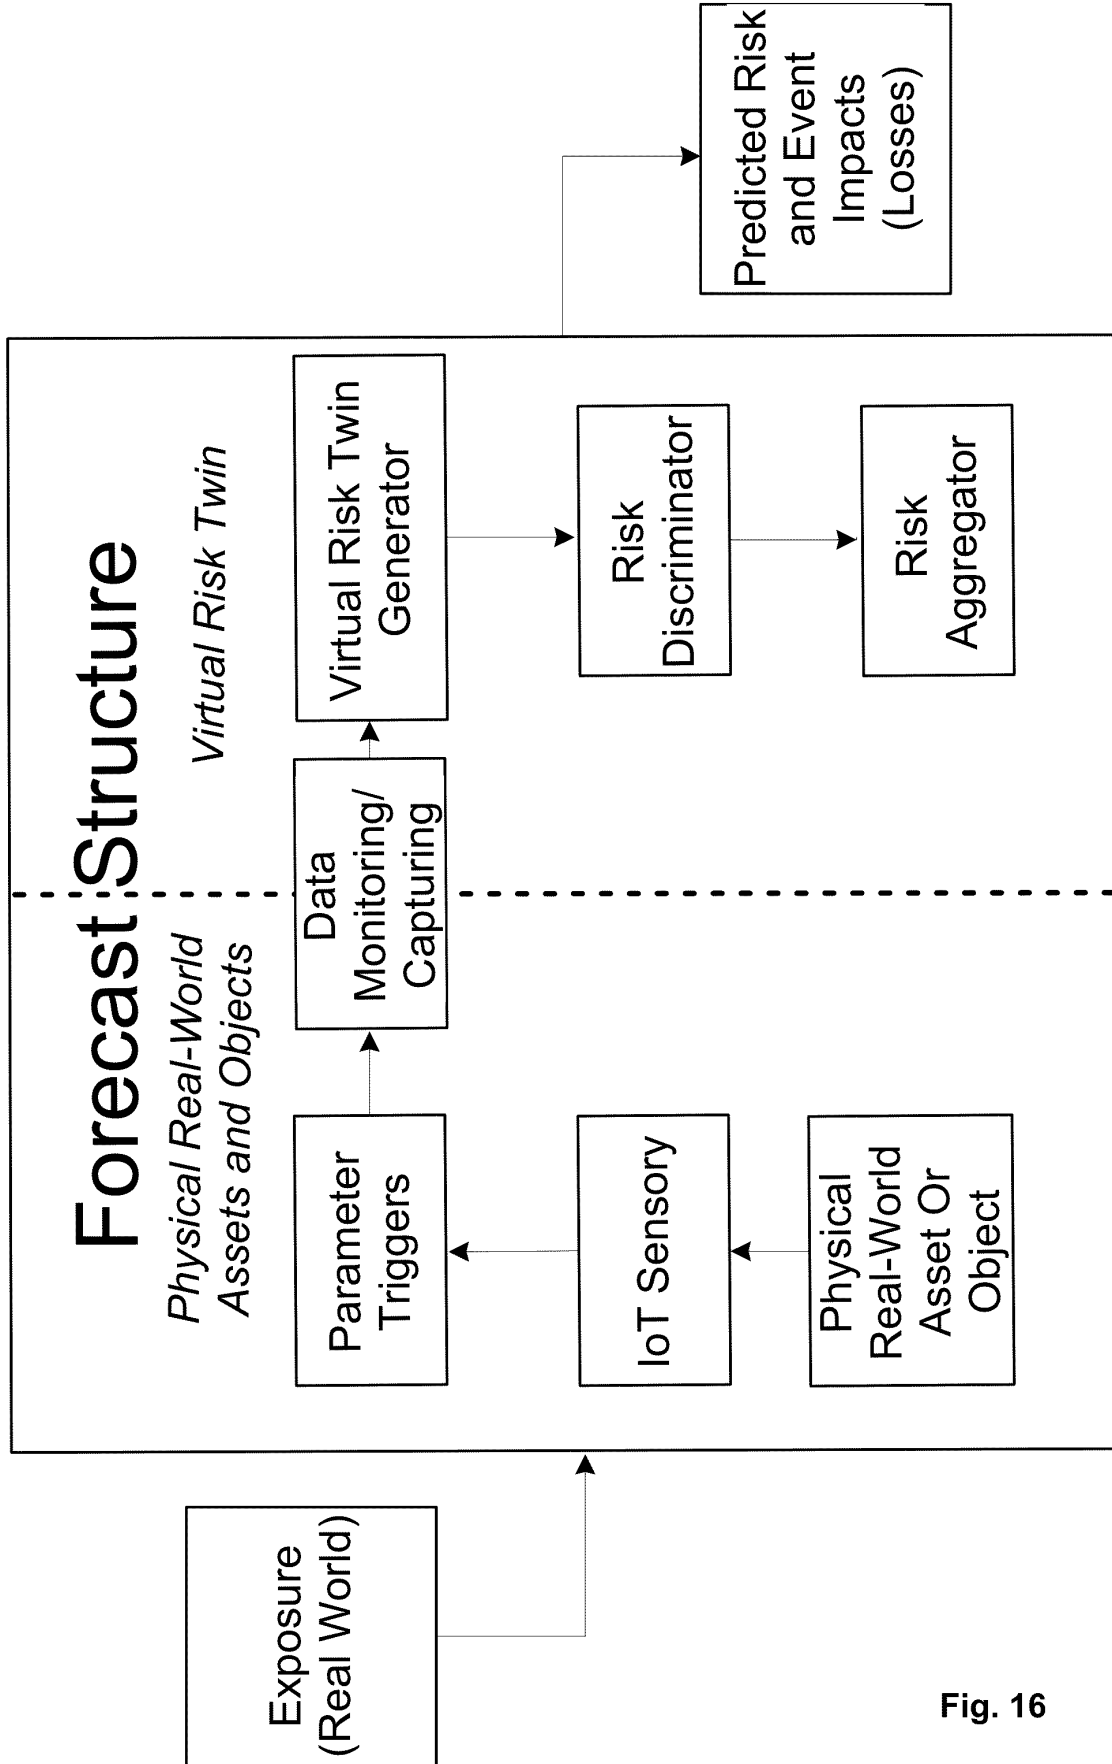 Forecast Structure
Physical Real-World
Assets and Objects
Virtual Risk Twin
Exposure
(Real World)
Parameter
Triggers
Data
Monitoring/
Capturing
Virtual Risk Twin
Generator
IoT Sensory
Risk
Discriminator
Physical
Real-World
Asset Or
Object
Risk
Aggregator
Predicted Risk
and Event
Impacts
(Losses)
Fig. 16